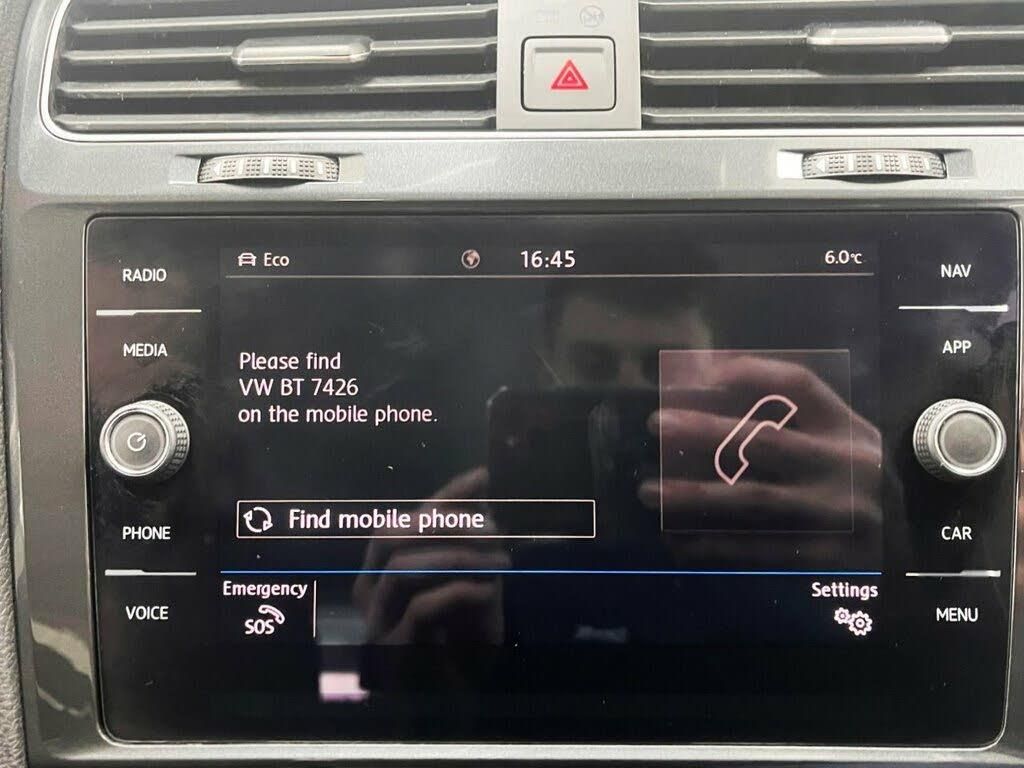 Eco
16:45
6.0°C
RADIO
MEDIA
PHONE
VOICE
Please find
VW BT 7426
on the mobile phone.
Find mobile phone
Emergency
SOS
Settings
NAV
APP
CAR
MENU